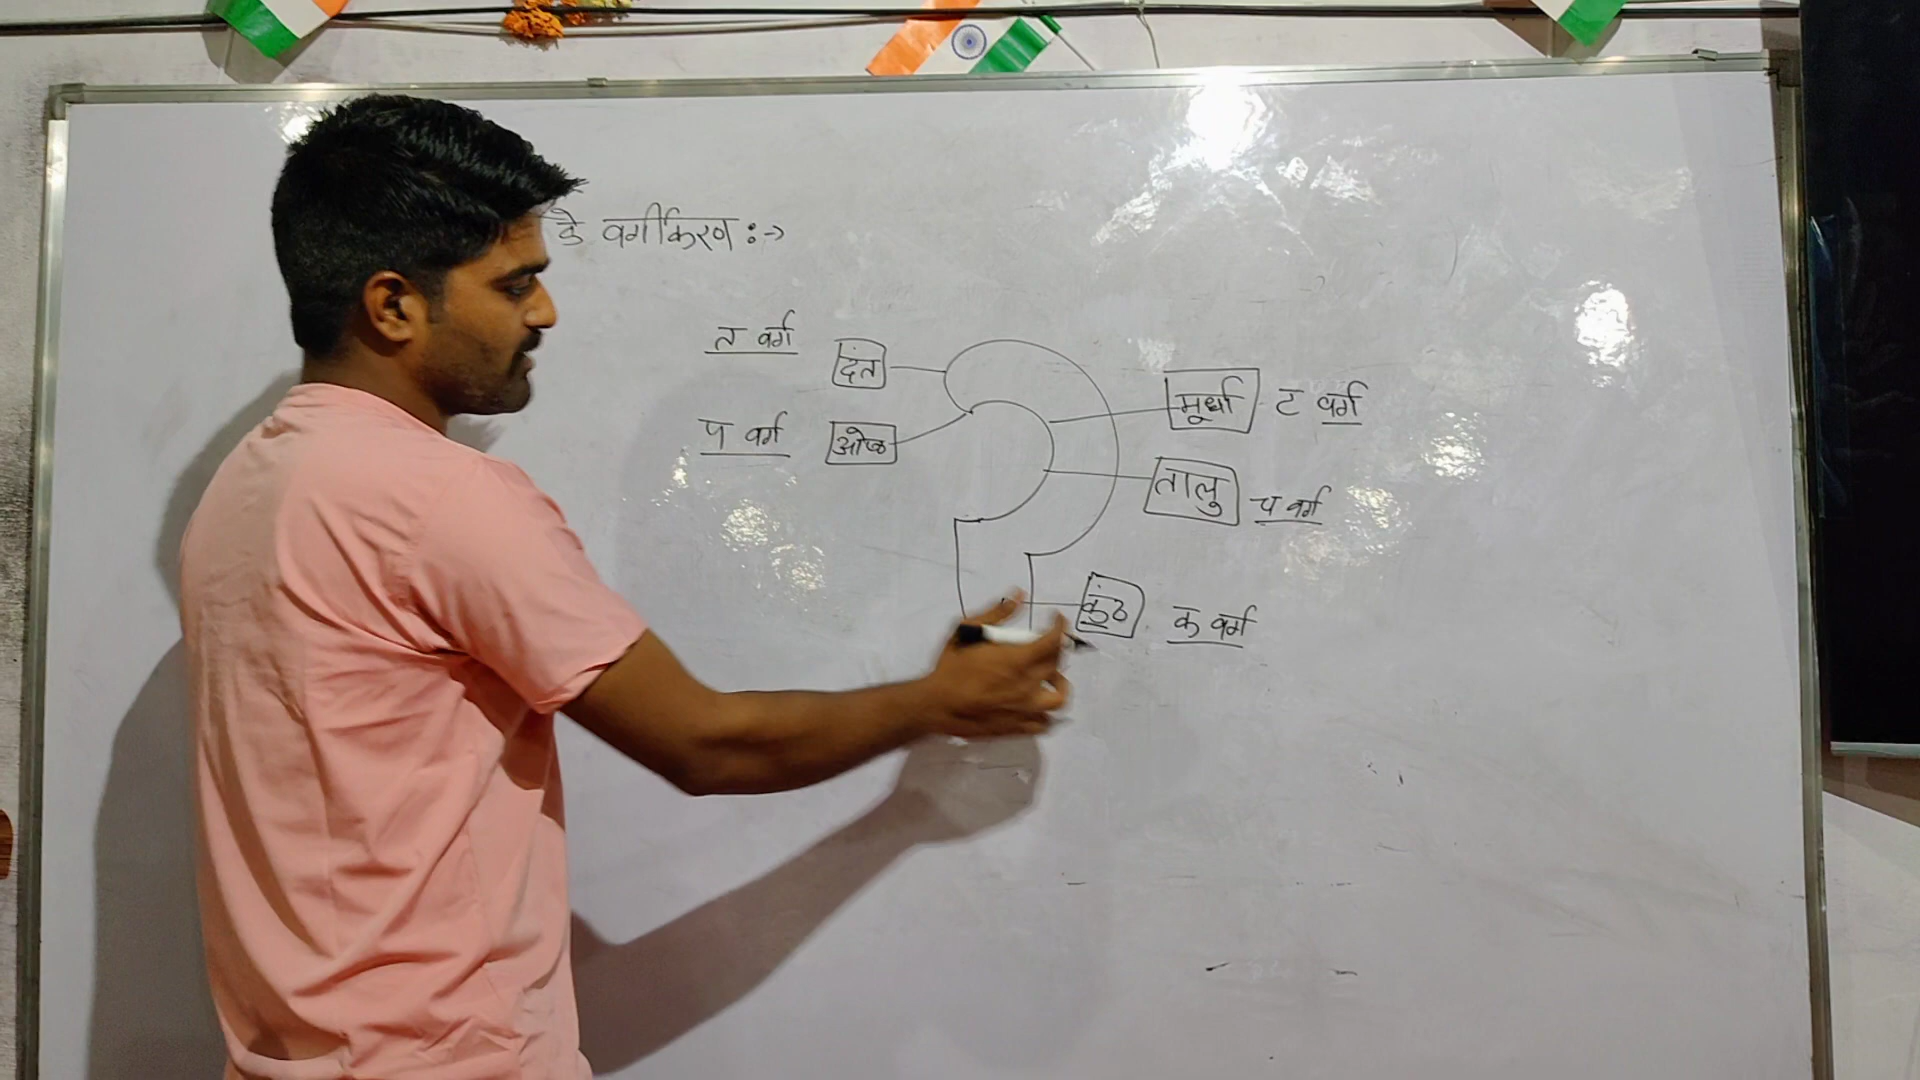 के वर्गीकरण :→
त वर्ग
दंत
प वर्ग
ओष्ठ
मूर्धा ट वर्ग
तालु च वर्ग
कंठ क वर्ग